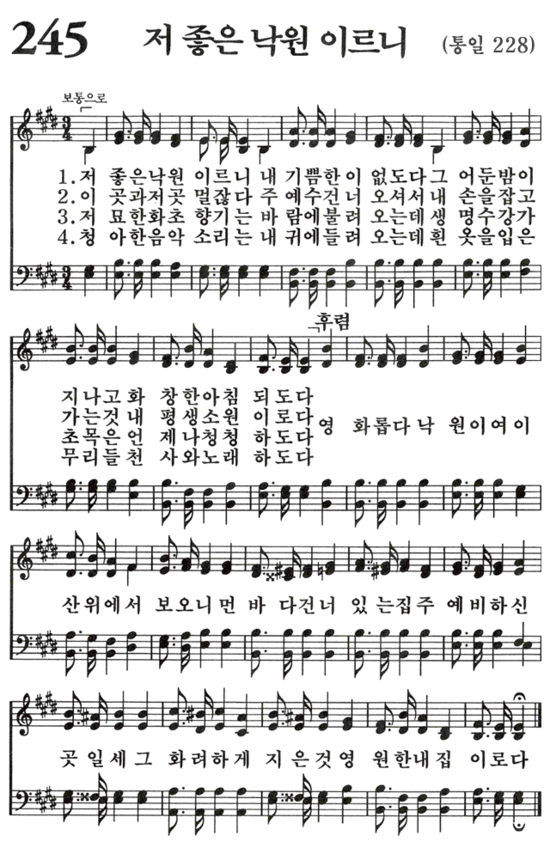 245 저 좋은 낙원 이르니 (통일 228)
보통으로
1.저 좋은낙원 이르니 내 기쁨한이 없도다 그 어둔밤이
2.이 곳과저곳 멀잖다 주 예수건너 오셔서 내 손을잡고
3.저 묘한화초 향기는 바람에불려 오는데 생 명수강가
4.청 아한음악 소리는 내 귀에들려 오는데 흰 옷을입은
후렴
지나고 화 창한아침 되도다
가는것 내 평생소원 이로다
초목은 언 제나청청 하도다
무리들 천 사와노래 하도다
영 화롭다 낙 원이여 이
산위에서 보오니 먼 바 다건너 있는집 주 예비하신
곳 일세 그 화려하게 지은것 영 원한내집 이로다